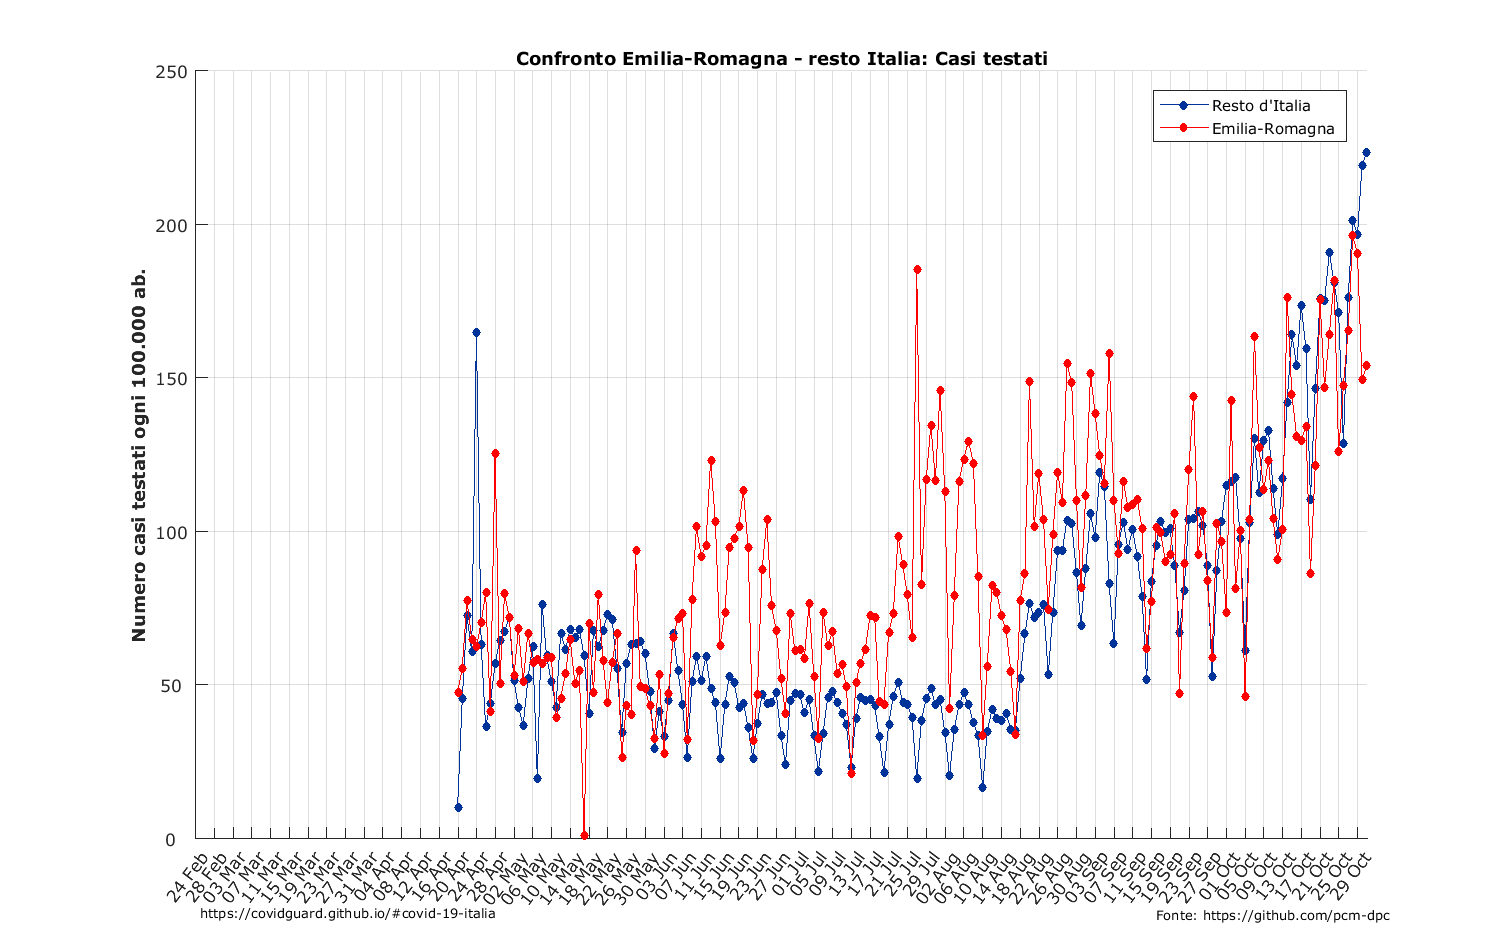 Confronto Emilia-Romagna - resto Italia: Casi testati
Resto d'Italia
Emilia-Romagna
Numero casi testati ogni 100.000 ab.
250
200
150
100
50
0
24 Feb
28 Feb
03 Mar
07 Mar
11 Mar
15 Mar
19 Mar
23 Mar
27 Mar
31 Mar
04 Apr
08 Apr
12 Apr
16 Apr
20 Apr
24 Apr
28 Apr
02 May
06 May
10 May
14 May
18 May
22 May
26 May
30 May
03 Jun
07 Jun
11 Jun
15 Jun
19 Jun
23 Jun
27 Jun
01 Jul
05 Jul
09 Jul
13 Jul
17 Jul
21 Jul
25 Jul
29 Jul
02 Aug
06 Aug
10 Aug
14 Aug
18 Aug
22 Aug
26 Aug
30 Aug
03 Sep
07 Sep
11 Sep
15 Sep
19 Sep
23 Sep
27 Sep
01 Oct
05 Oct
09 Oct
13 Oct
17 Oct
21 Oct
25 Oct
29 Oct
https://covidguard.github.io/#covid-19-italia
Fonte: https://github.com/pcm-dpc